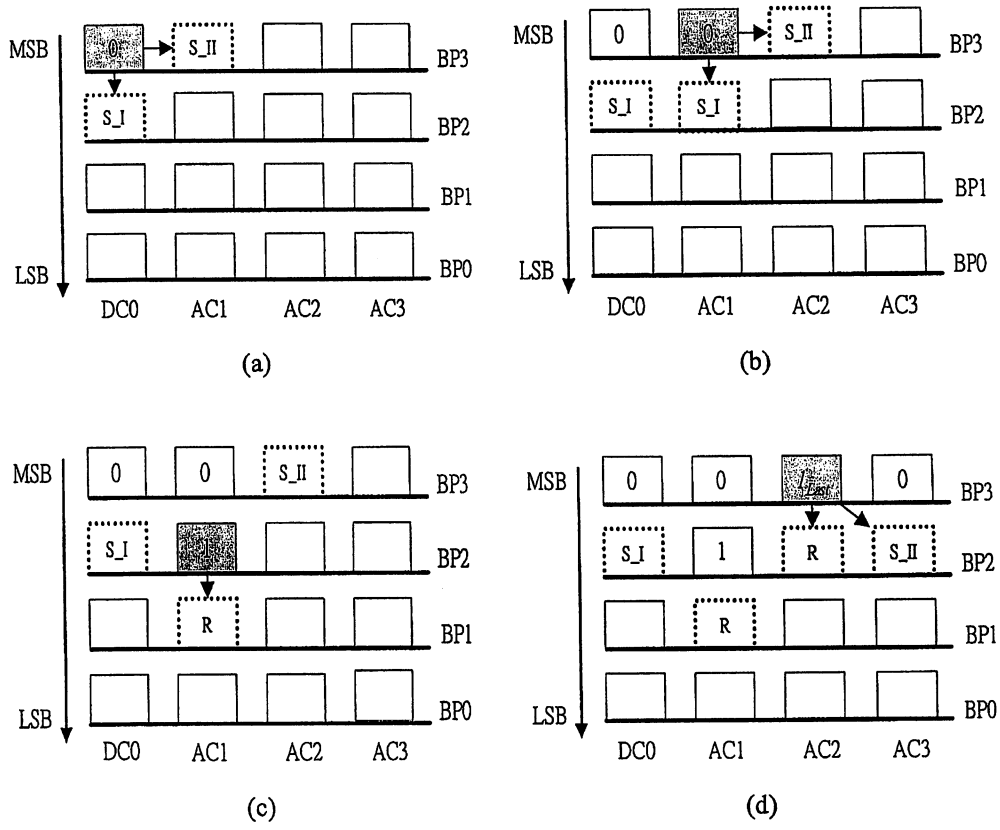 MSB 0 S_II BP3
S_I BP2
BP1
LSB BP0
DC0 AC1 AC2 AC3
(a)
MSB 0 0 S_II BP3
S_I S_I BP2
BP1
LSB BP0
DC0 AC1 AC2 AC3
(b)
MSB 0 0 S_II BP3
S_I 1 BP2
R BP1
LSB BP0
DC0 AC1 AC2 AC3
(c)
MSB 0 0 0 BP3
S_I 1 R S_II BP2
R BP1
LSB BP0
DC0 AC1 AC2 AC3
(d)